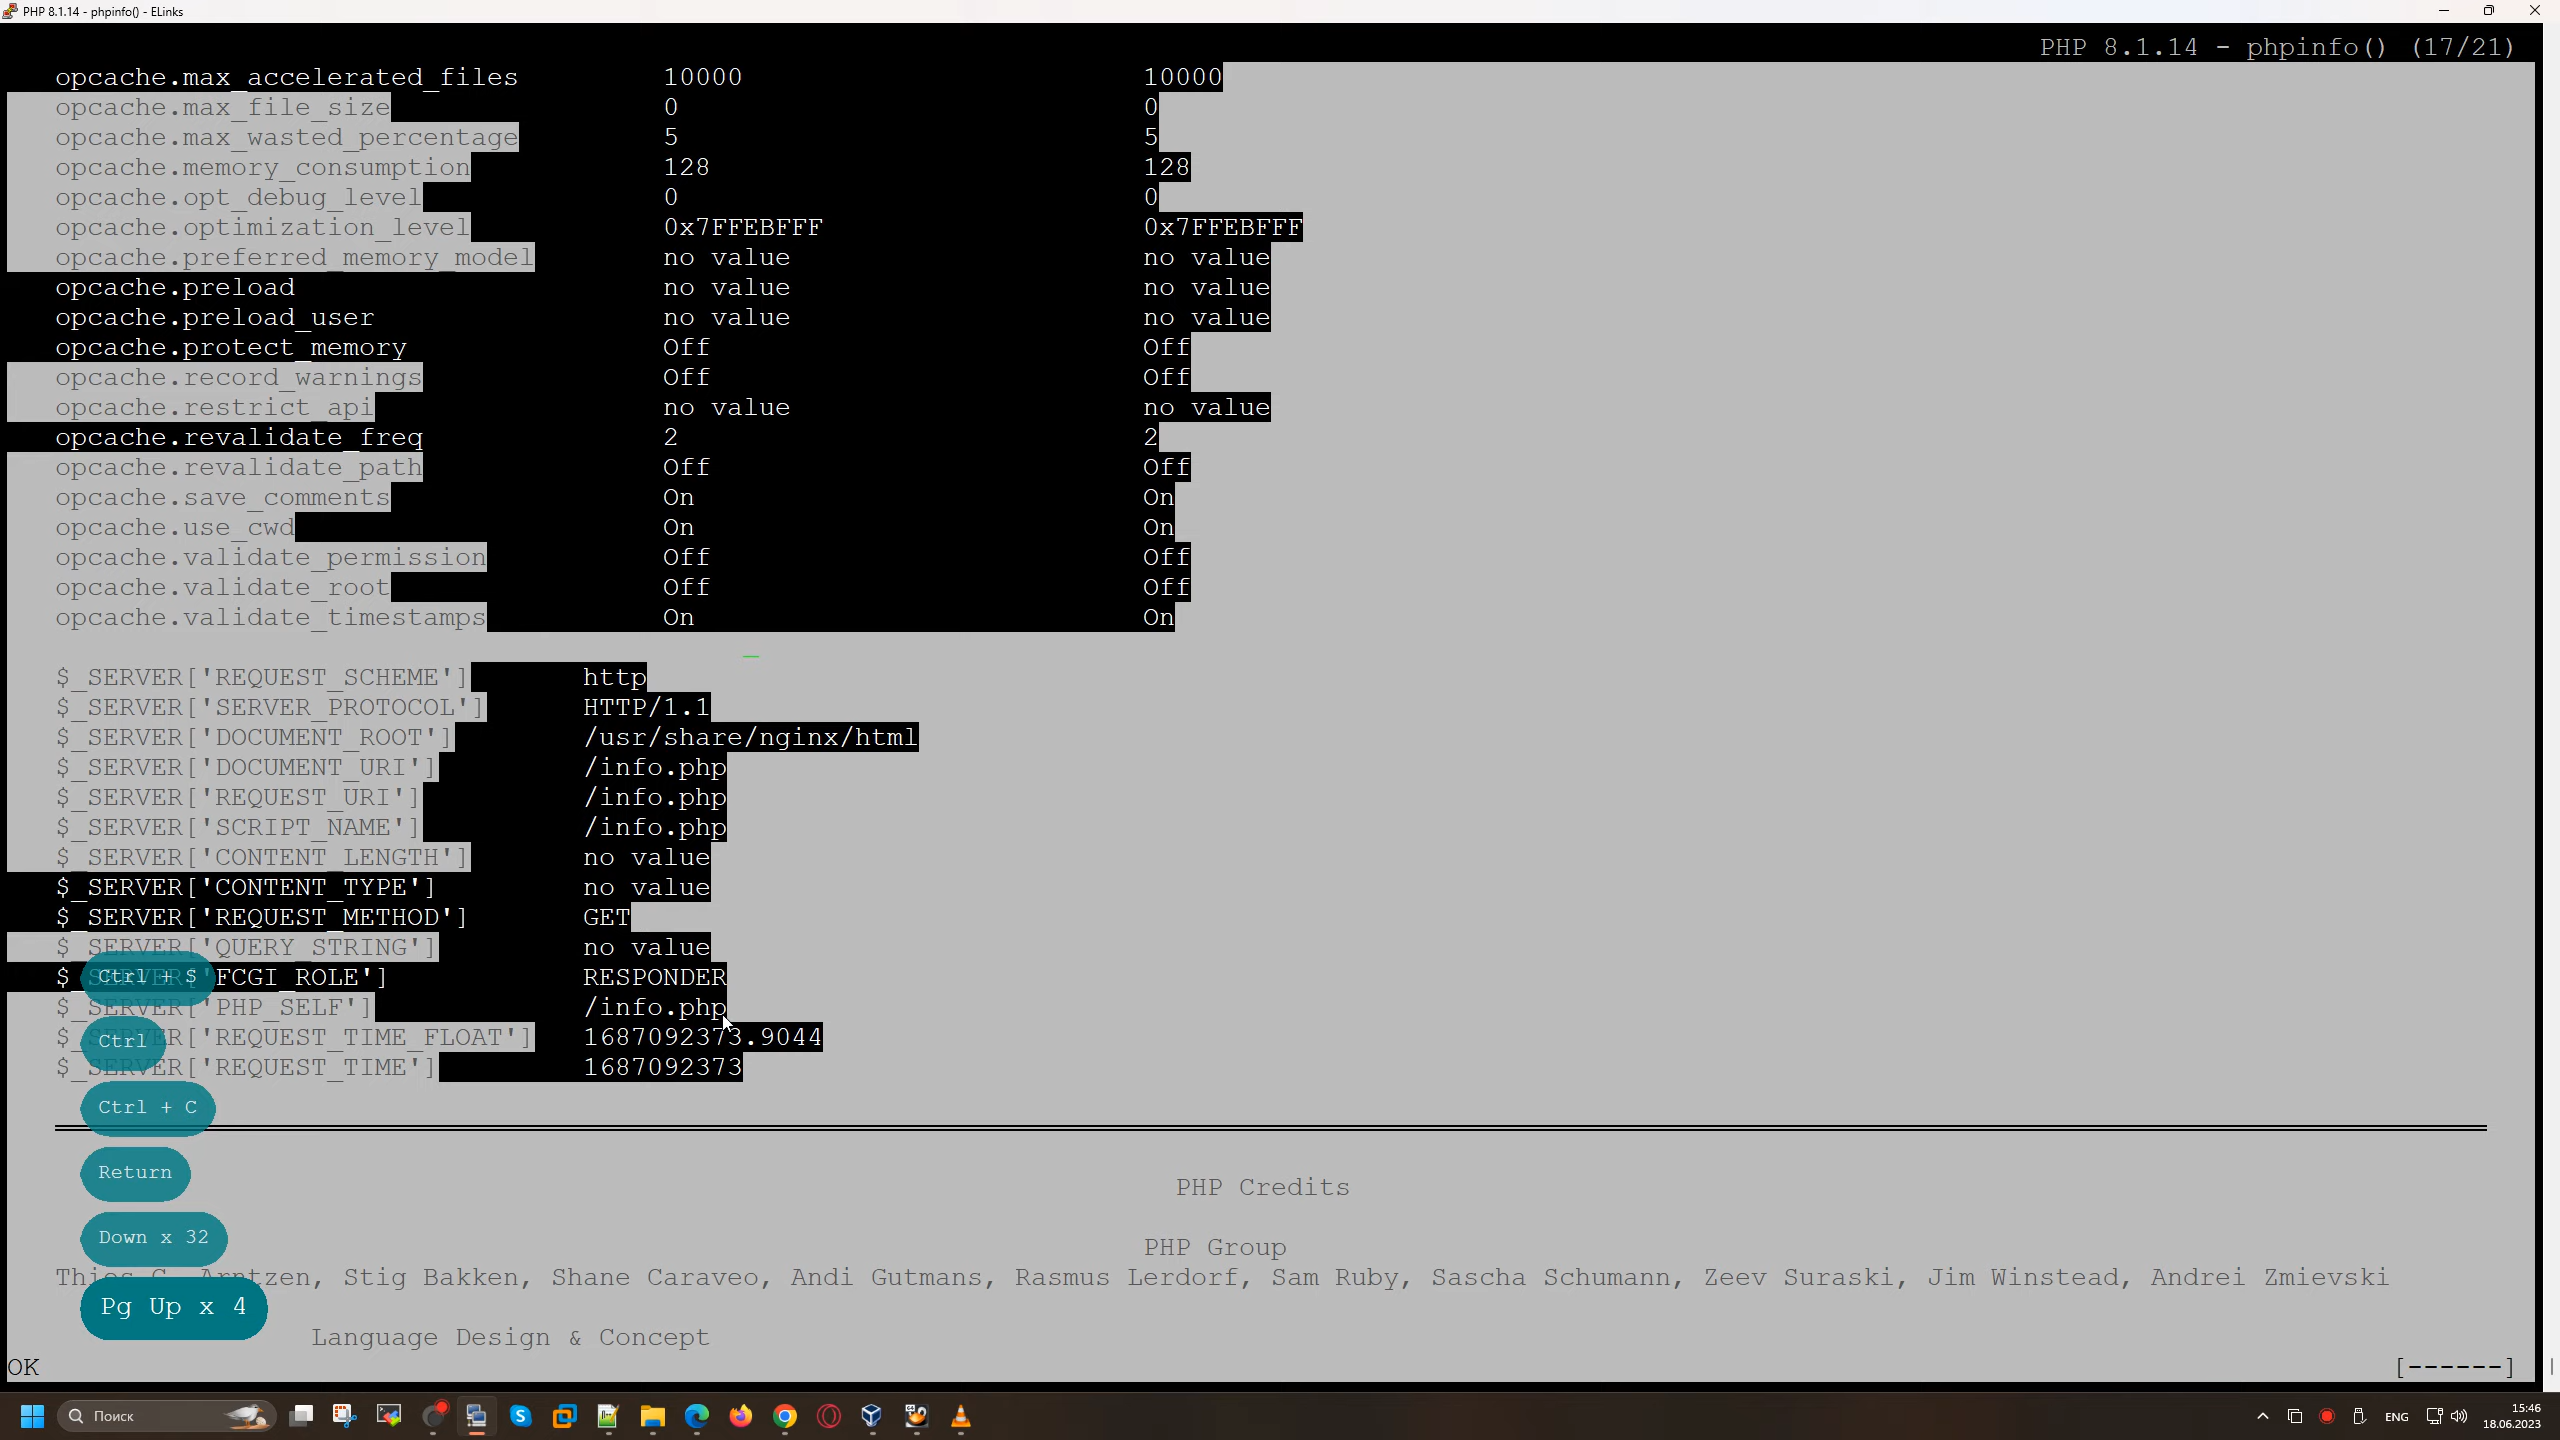 PHP 8.1.14 - phpinfo() - ELinks
PHP 8.1.14 - phpinfo() (17/21)
opcache.max_accelerated_files 10000 10000
opcache.max_file_size 0 0
opcache.max_wasted_percentage 5 5
opcache.memory_consumption 128 128
opcache.opt_debug_level 0 0
opcache.optimization_level 0x7FFEBFFF 0x7FFEBFFF
opcache.preferred_memory_model no value no value
opcache.preload no value no value
opcache.preload_user no value no value
opcache.protect_memory Off Off
opcache.record_warnings Off Off
opcache.restrict_api no value no value
opcache.revalidate_freq 2 2
opcache.revalidate_path Off Off
opcache.save_comments On On
opcache.use_cwd On On
opcache.validate_permission Off Off
opcache.validate_root Off Off
opcache.validate_timestamps On On
$_SERVER['REQUEST_SCHEME'] http
$_SERVER['SERVER_PROTOCOL'] HTTP/1.1
$_SERVER['DOCUMENT_ROOT'] /usr/share/nginx/html
$_SERVER['DOCUMENT_URI'] /info.php
$_SERVER['REQUEST_URI'] /info.php
$_SERVER['SCRIPT_NAME'] /info.php
$_SERVER['CONTENT_LENGTH'] no value
$_SERVER['CONTENT_TYPE'] no value
$_SERVER['REQUEST_METHOD'] GET
$_SERVER['QUERY_STRING'] no value
$_SERVER['FCGI_ROLE'] RESPONDER
Ctrl + $
$_SERVER['PHP_SELF'] /info.php
$_SERVER['REQUEST_TIME_FLOAT'] 1687092373.9044
Ctrl
$_SERVER['REQUEST_TIME'] 1687092373
Ctrl + C
Return
PHP Credits
Down x 32
PHP Group
Thies C. Arntzen, Stig Bakken, Shane Caraveo, Andi Gutmans, Rasmus Lerdorf, Sam Ruby, Sascha Schumann, Zeev Suraski, Jim Winstead, Andrei Zmievski
Pg Up x 4
Language Design & Concept
OK [------]
Поиск
ENG
15:46
18.06.2023